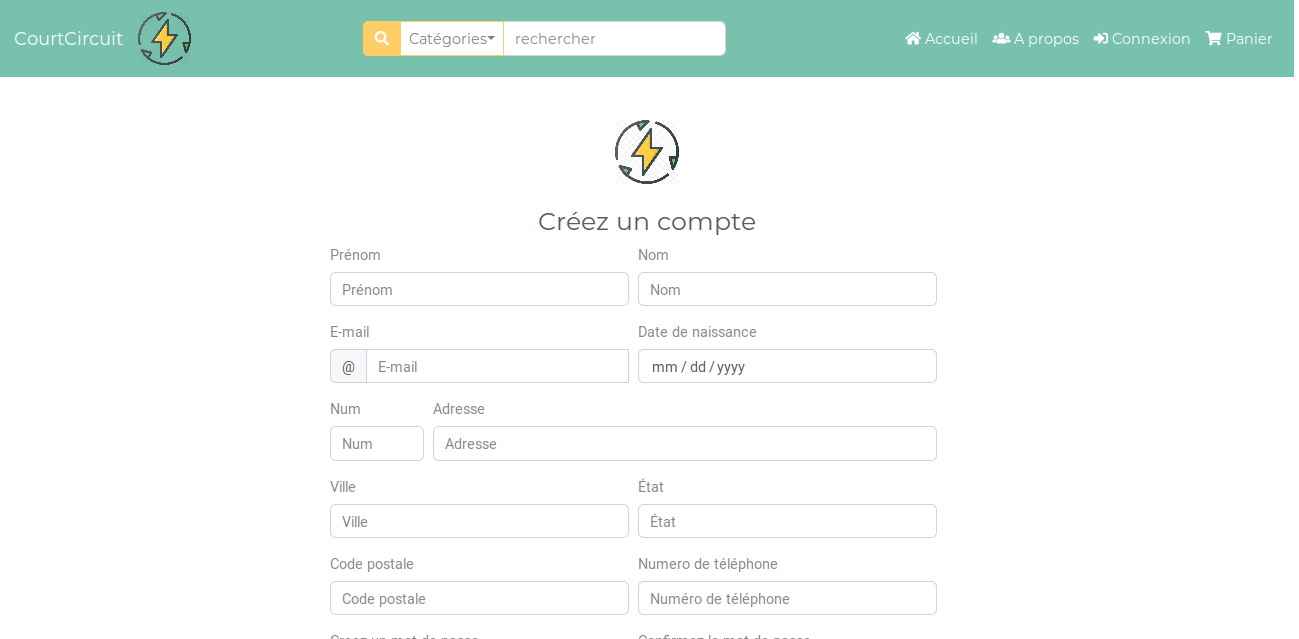 CourtCircuit
Catégories rechercher
Accueil A propos Connexion Panier
Créez un compte
Prénom Nom
Prénom Nom
E-mail Date de naissance
@ E-mail mm / dd / yyyy
Num Adresse
Num Adresse
Ville État
Ville État
Code postale Numero de téléphone
Code postale Numéro de téléphone